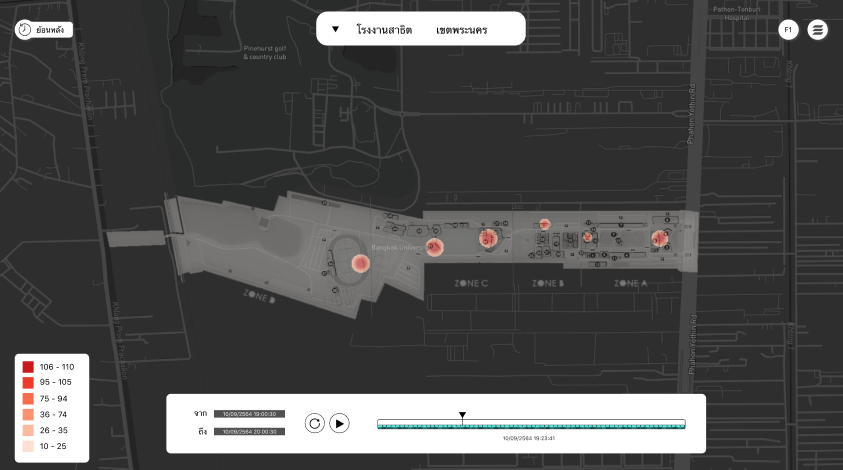 ย้อนหลัง
โรงงานสาธิต เขตพระนคร
Pathon-Tonburi
Hospital
F1
Pinehurst golf
& country club
Phahon Yothin Rd
Bangkok University
ZONE D
ZONE C
ZONE B
ZONE A
Phahon Yothin Rd
106 - 110
95 - 105
75 - 94
36 - 74
26 - 35
10 - 25
จาก 10/09/2564 19:00:30
ถึง 10/09/2564 20:00:30
10/09/2564 19:23:41